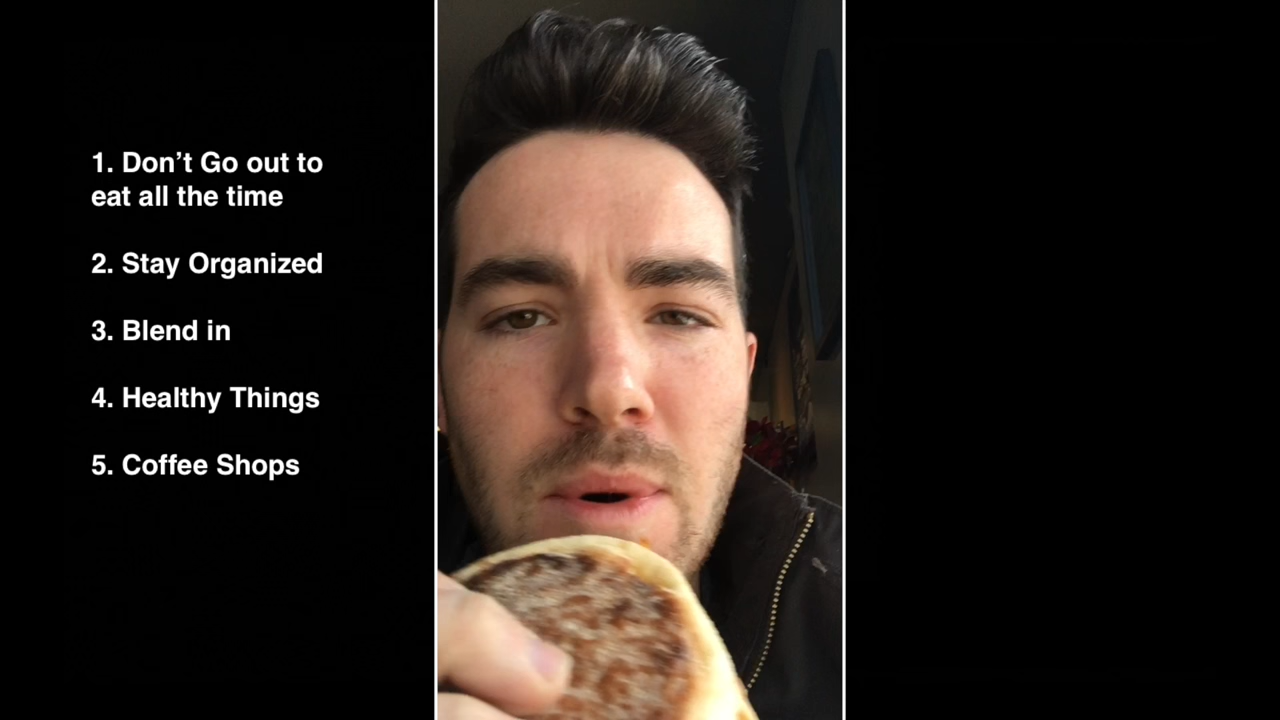 1. Don’t Go out to
eat all the time
2. Stay Organized
3. Blend in
4. Healthy Things
5. Coffee Shops